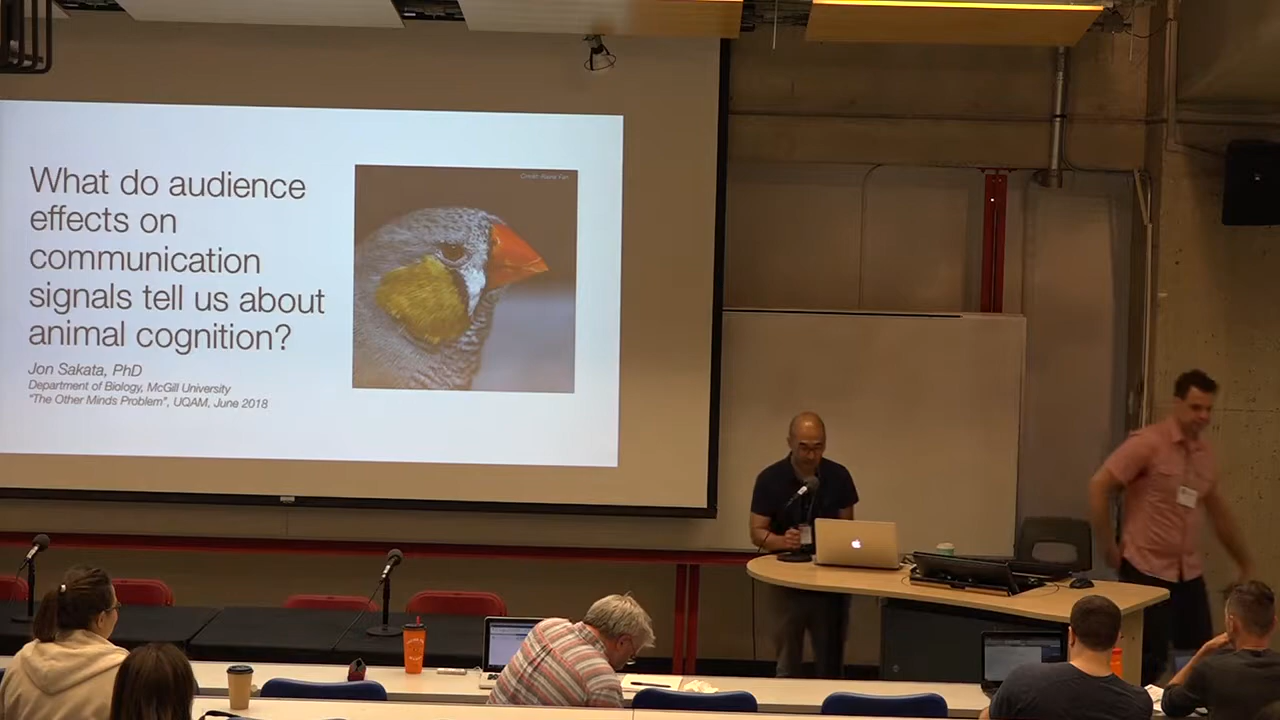 What do audience
effects on
communication
signals tell us about
animal cognition?
Jon Sakata, PhD
Department of Biology, McGill University
"The Other Minds Problem", UQAM, June 2018